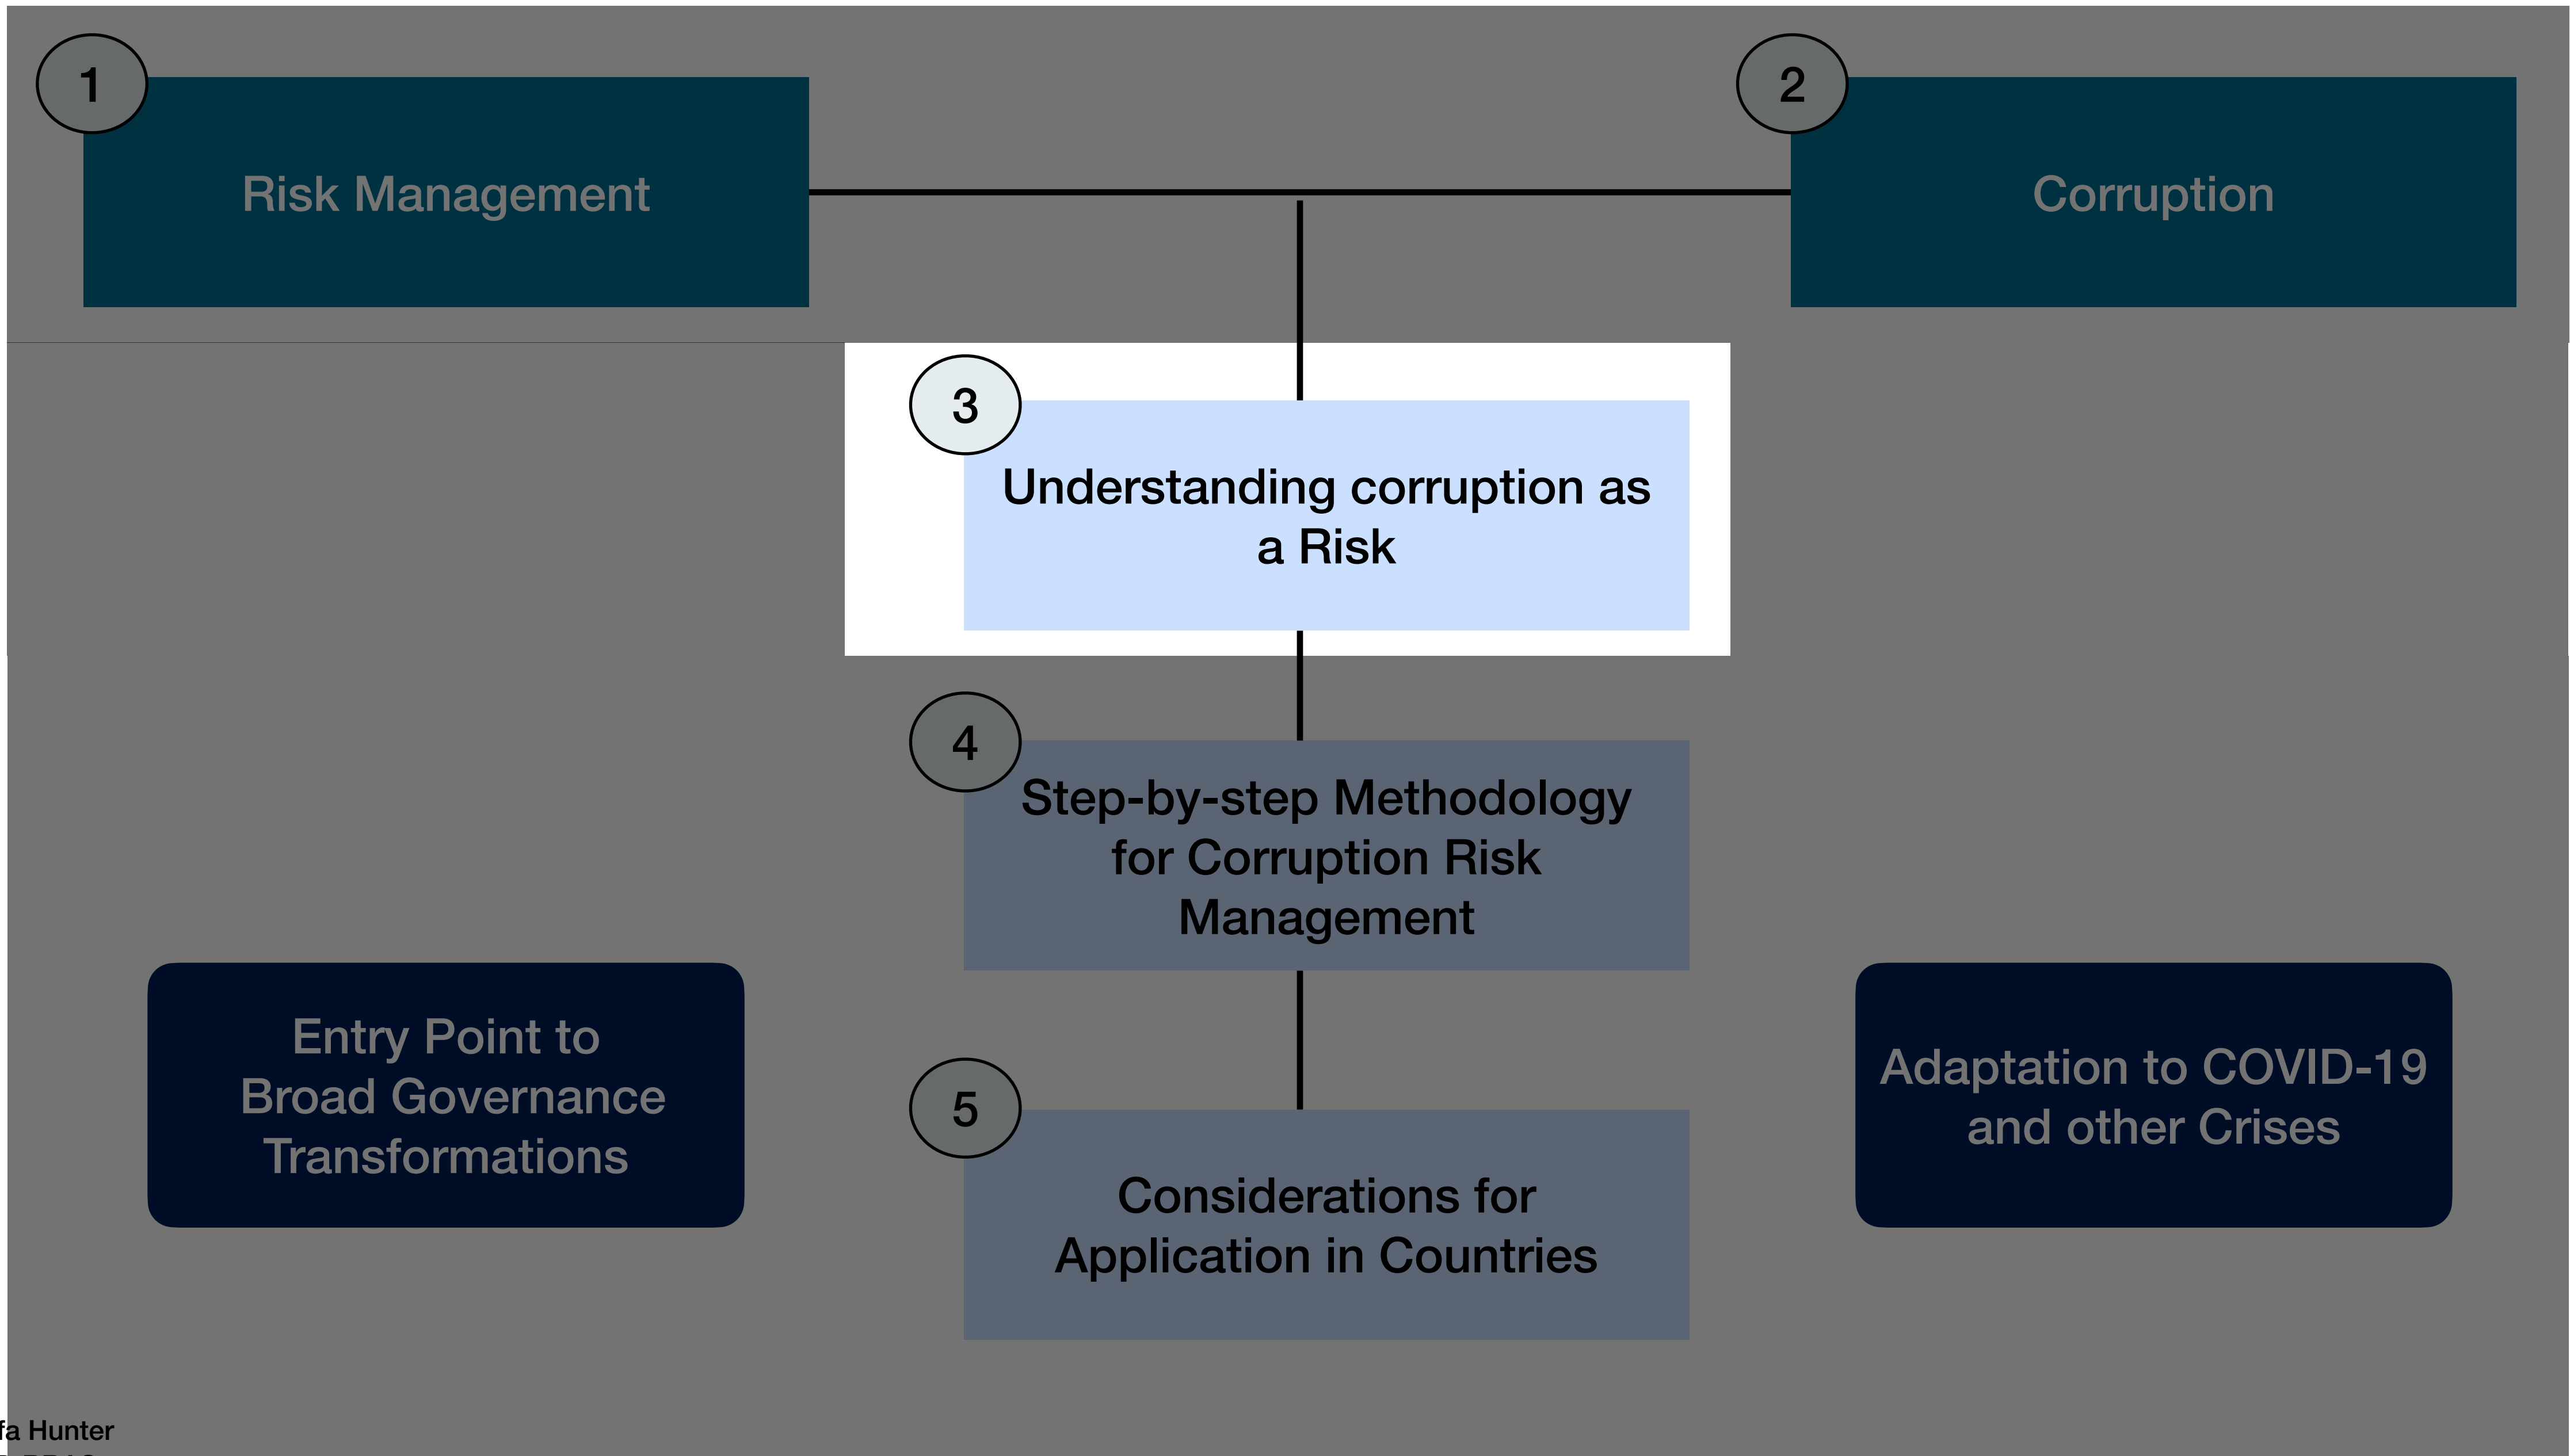 1
Risk Management
2
Corruption
3
Understanding corruption as
a Risk
4
Step-by-step Methodology
for Corruption Risk
Management
Entry Point to
Broad Governance
Transformations
Adaptation to COVID-19
and other Crises
5
Considerations for
Application in Countries
Hunter